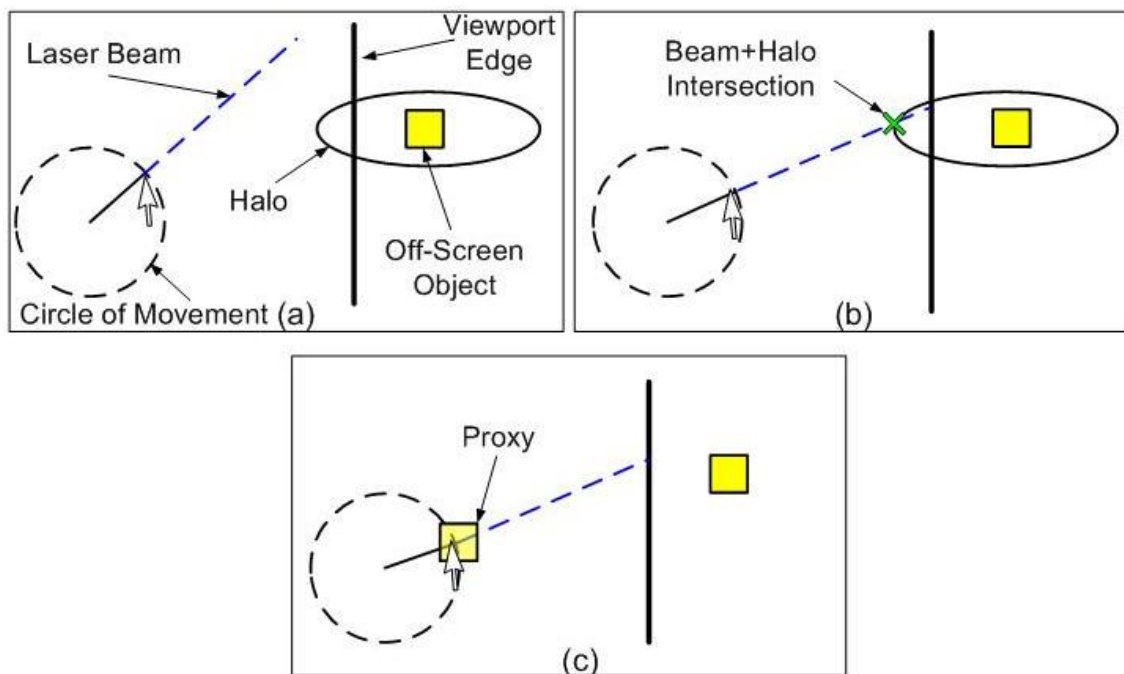 Laser Beam
Viewport
Edge
Halo
Off-Screen
Object
Circle of Movement
(a)
Beam+Halo
Intersection
(b)
Proxy
(c)